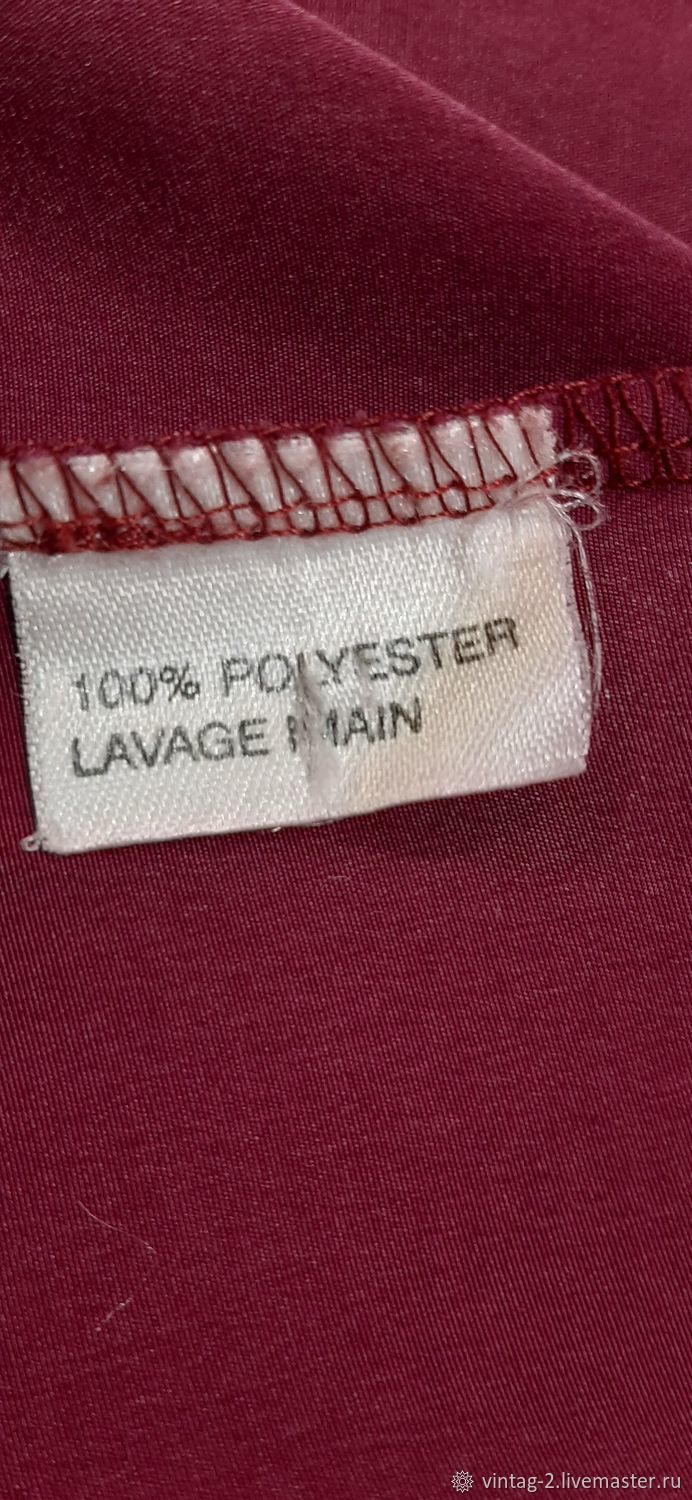 100% POLYESTER
LAVAGE MAIN
vintag-2.livemaster.ru